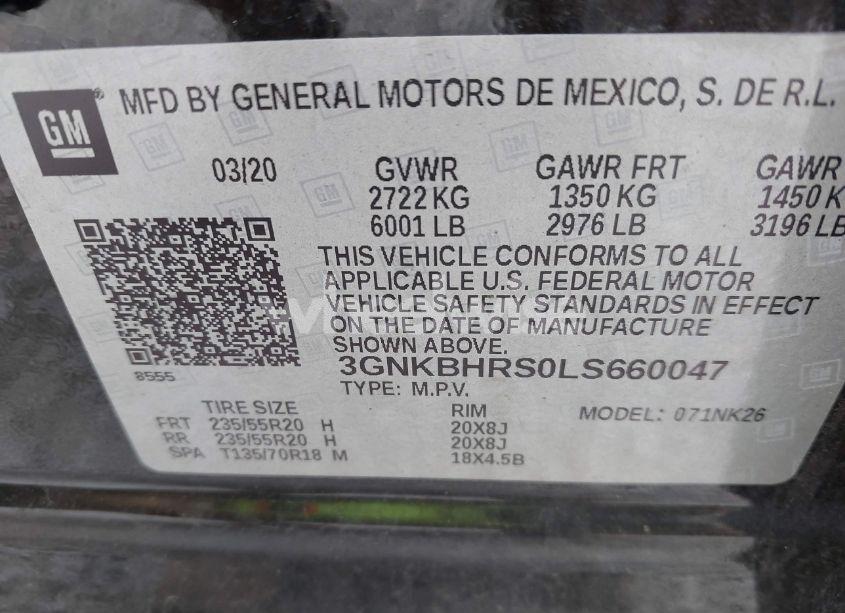 GM
MFD BY GENERAL MOTORS DE MEXICO, S. DE R.L.
03/20 GVWR GAWR FRT GAWR
2722 KG 1350 KG 1450 K
6001 LB 2976 LB 3196 LB
THIS VEHICLE CONFORMS TO ALL
APPLICABLE U.S. FEDERAL MOTOR
VEHICLE SAFETY STANDARDS IN EFFECT
ON THE DATE OF MANUFACTURE
SHOWN ABOVE.
8555
3GNKBHRS0LS660047
TYPE: M.P.V.
TIRE SIZE RIM MODEL: 071NK26
FRT 235/55R20 H 20X8J
RR 235/55R20 H 20X8J
SPA T135/70R18 M 18X4.5B